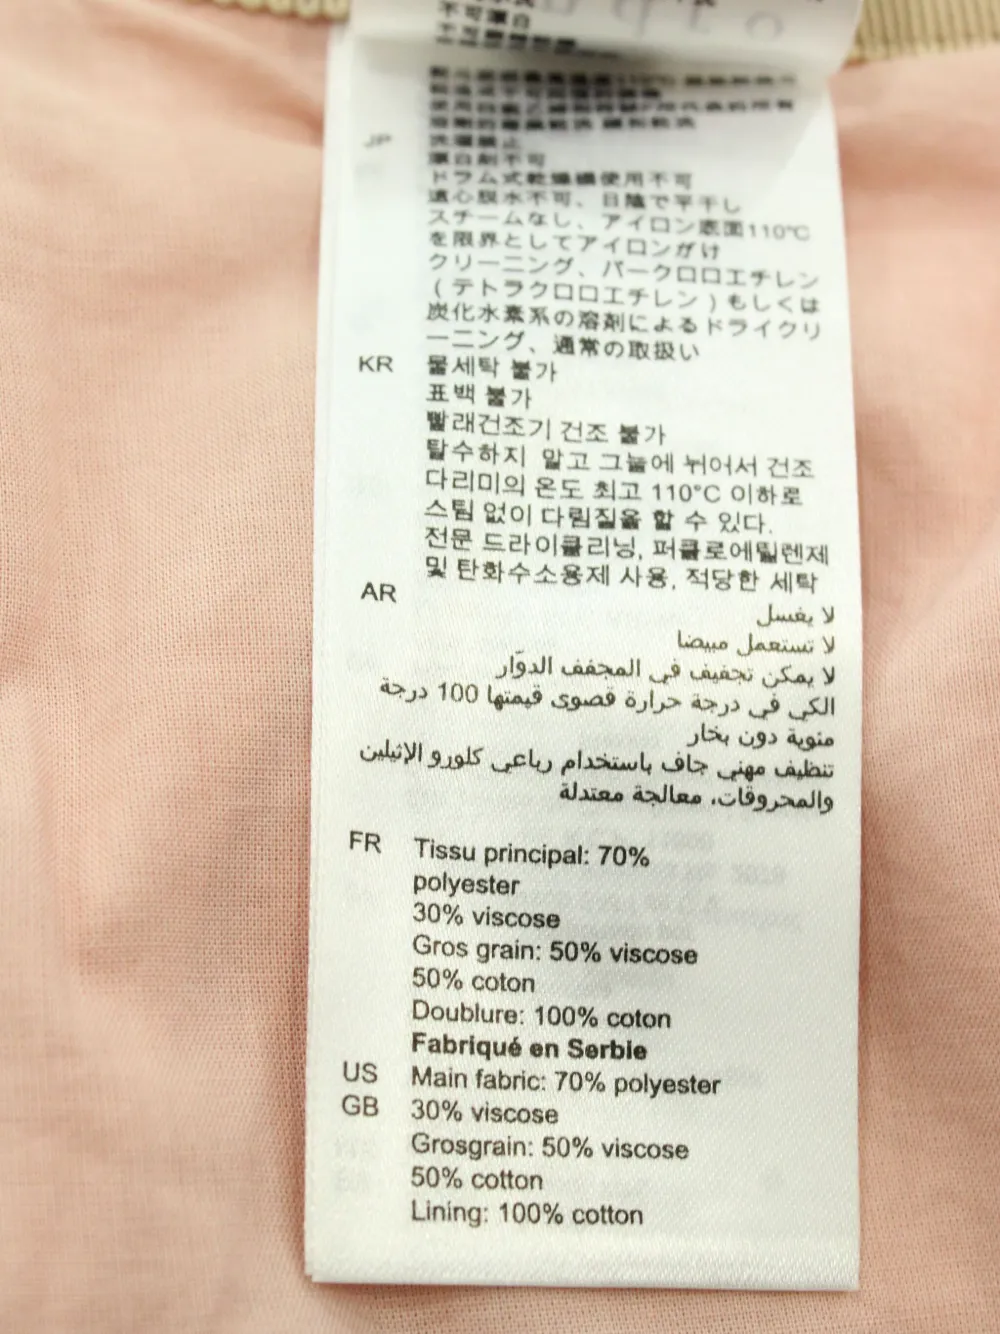 不可漂白
JP
洗濯禁止
漂白剤不可
ドラム式乾燥機使用不可
遠心脱水不可、日陰で平干し
スチームなし、アイロン底面110℃
を限界としてアイロンがけ
クリーニング、パークロロエチレン
(テトラクロロエチレン)もしくは
炭化水素系の溶剤によるドライクリ
ーニング、通常の取扱い
KR 물세탁 불가
표백 불가
빨래건조기 건조 불가
탈수하지 말고 그늘에 뉘어서 건조
다리미의 온도 최고 110°C 이하로
스팀 없이 다림질을 할 수 있다.
전문 드라이클리닝, 퍼클로에틸렌제
및 탄화수소용제 사용, 적당한 세탁
AR
لا يغسل
لا تستعمل مبيضا
لا يمكن تجفيف في المجفف الدوّار
الكي في درجة حرارة قصوى قيمتها 100 درجة
مئوية دون بخار
تنظيف مهني جاف باستخدام رباعي كلورو الإثيلين
والمحروقات، معالجة معتدلة
FR Tissu principal: 70%
polyester
30% viscose
Gros grain: 50% viscose
50% coton
Doublure: 100% coton
Fabriqué en Serbie
US Main fabric: 70% polyester
GB 30% viscose
Grosgrain: 50% viscose
50% cotton
Lining: 100% cotton